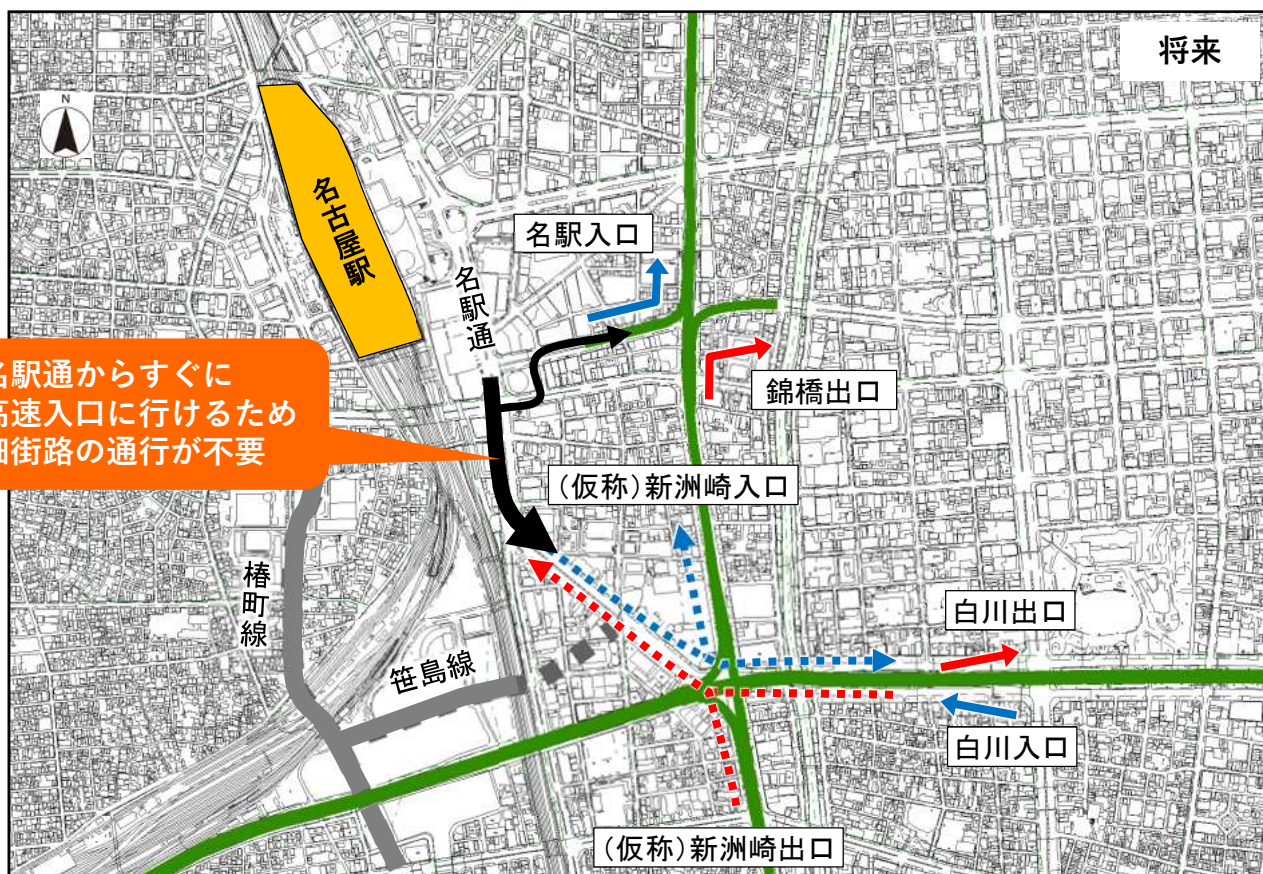 将来
N
名古屋駅
名駅入口
名駅通
錦橋出口
名駅通からすぐに
高速入口に行けるため
細街路の通行が不要
(仮称)新洲崎入口
椿町線
笹島線
白川出口
白川入口
(仮称)新洲崎出口